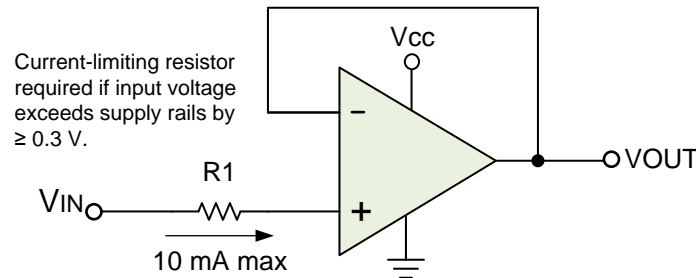 Current-limiting resistor
required if input voltage
exceeds supply rails by
≥ 0.3 V.
Vcc
−
VOUT
R1
VIN
+
10 mA max